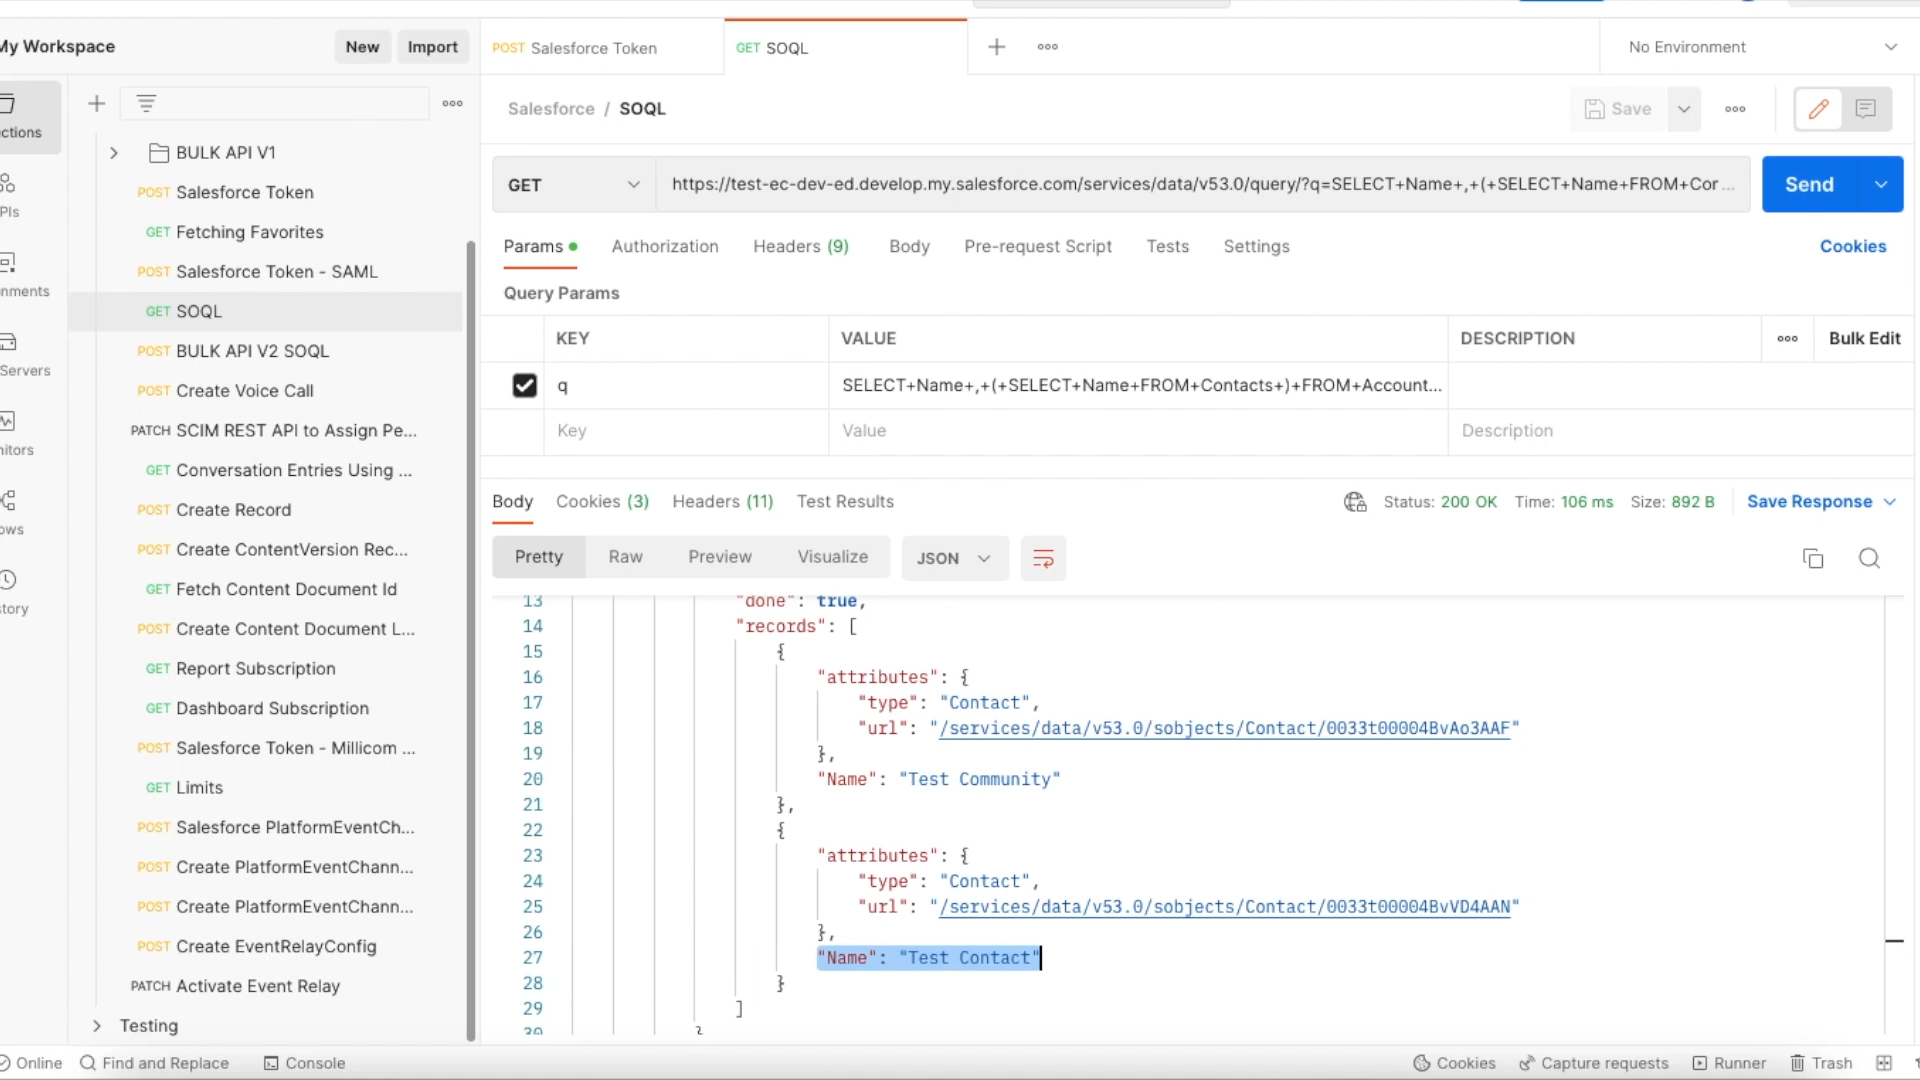 My Workspace
New
Import
POST Salesforce Token
GET SOQL
No Environment
ctions
PIs
nments
Servers
nitors
ows
story
BULK API V1
POST Salesforce Token
GET Fetching Favorites
POST Salesforce Token - SAML
GET SOQL
POST BULK API V2 SOQL
POST Create Voice Call
PATCH SCIM REST API to Assign Pe...
GET Conversation Entries Using ...
POST Create Record
POST Create ContentVersion Rec...
GET Fetch Content Document Id
POST Create Content Document L...
GET Report Subscription
GET Dashboard Subscription
POST Salesforce Token - Millicom ...
GET Limits
POST Salesforce PlatformEventCh...
POST Create PlatformEventChann...
POST Create PlatformEventChann...
POST Create EventRelayConfig
PATCH Activate Event Relay
Testing
Salesforce / SOQL
Save
GET
https://test-ec-dev-ed.develop.my.salesforce.com/services/data/v53.0/query/?q=SELECT+Name+,+(+SELECT+Name+FROM+Cor ...
Send
Params
Authorization
Headers (9)
Body
Pre-request Script
Tests
Settings
Cookies
Query Params
KEY VALUE DESCRIPTION Bulk Edit
q SELECT+Name+,+(+SELECT+Name+FROM+Contacts+)+FROM+Account...
Key Value Description
Body Cookies (3) Headers (11) Test Results
Status: 200 OK Time: 106 ms Size: 892 B Save Response
Pretty Raw Preview Visualize JSON
13 "done": true,
14 "records": [
15 {
16 "attributes": {
17 "type": "Contact",
18 "url": "/services/data/v53.0/sobjects/Contact/0033t00004BvAo3AAF"
19 },
20 "Name": "Test Community"
21 },
22 {
23 "attributes": {
24 "type": "Contact",
25 "url": "/services/data/v53.0/sobjects/Contact/0033t00004BvVD4AAN"
26 },
27 "Name": "Test Contact"
28 }
29 ]
30 }
Online
Find and Replace
Console
Cookies
Capture requests
Runner
Trash